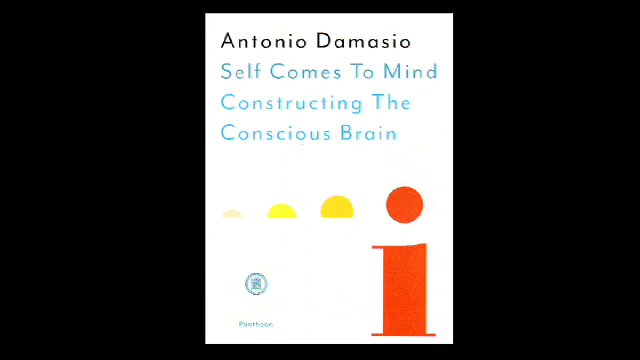 Antonio Damasio
Self Comes To Mind
Constructing The
Conscious Brain
i
Pantheon